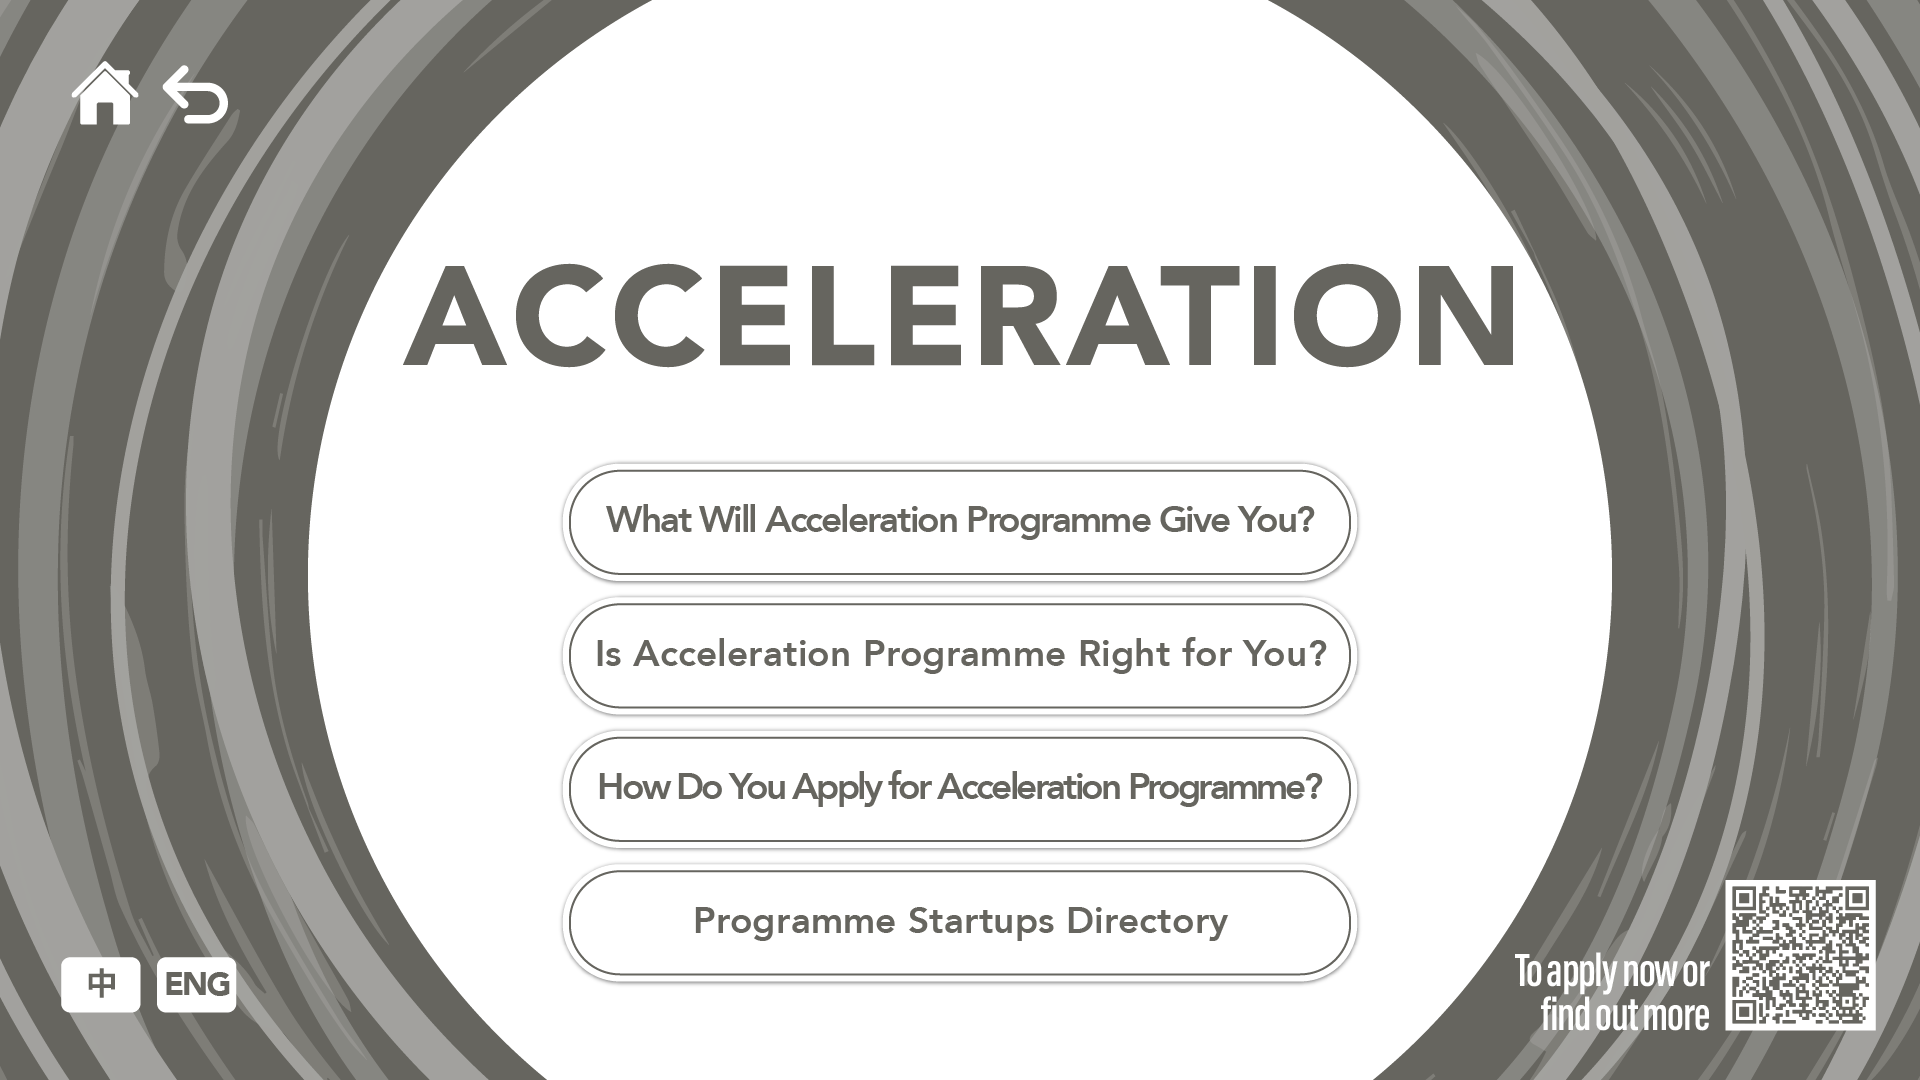 ACCELERATION
What Will Acceleration Programme Give You?
Is Acceleration Programme Right for You?
How Do You Apply for Acceleration Programme?
Programme Startups Directory
中
ENG
To apply now or
find out more